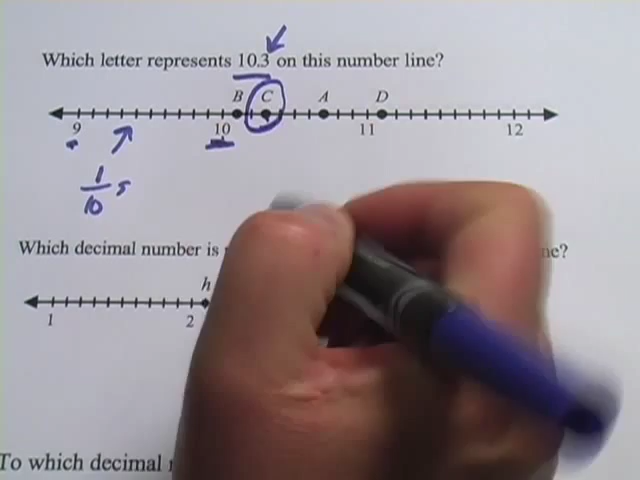 Which letter represents 10.3 on this number line?
B C A D
9 10 11 12
1/10 s
Which decimal number is
h
1 2
To which decimal